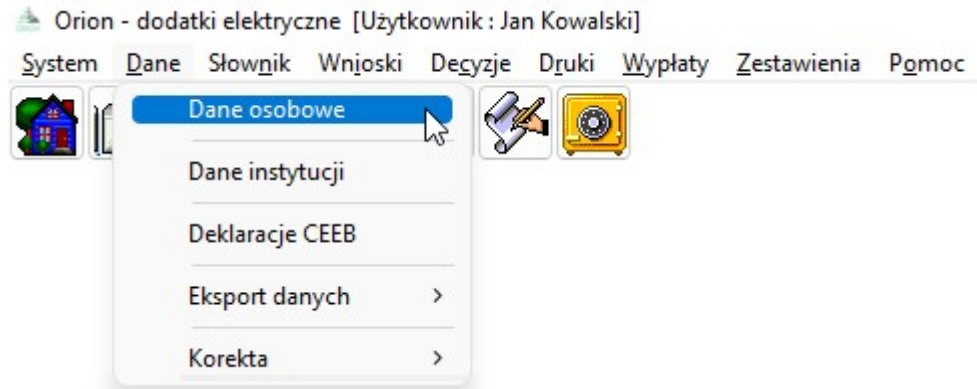 Orion - dodatki elektryczne [Użytkownik : Jan Kowalski]
System Dane Słownik Wnioski Decyzje Druki Wypłaty Zestawienia Pomoc
Dane osobowe
Dane instytucji
Deklaracje CEEB
Eksport danych
Korekta